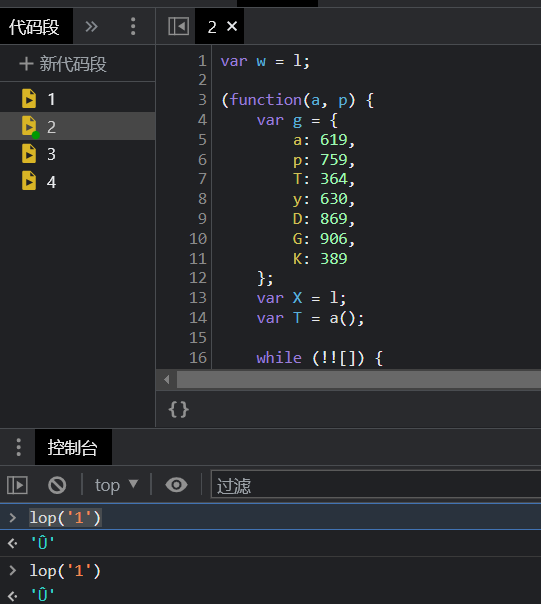 代码段 »
2 ×
+ 新代码段
1
2
3
4
1 var w = l;
2
3 (function(a, p) {
4 var g = {
5 a: 619,
6 p: 759,
7 T: 364,
8 y: 630,
9 D: 869,
10 G: 906,
11 K: 389
12 };
13 var X = l;
14 var T = a();
15
16 while (!![]) {
{}
控制台
top ▼ 过滤
> lop('1')
'Û'
> lop('1')
'Û'